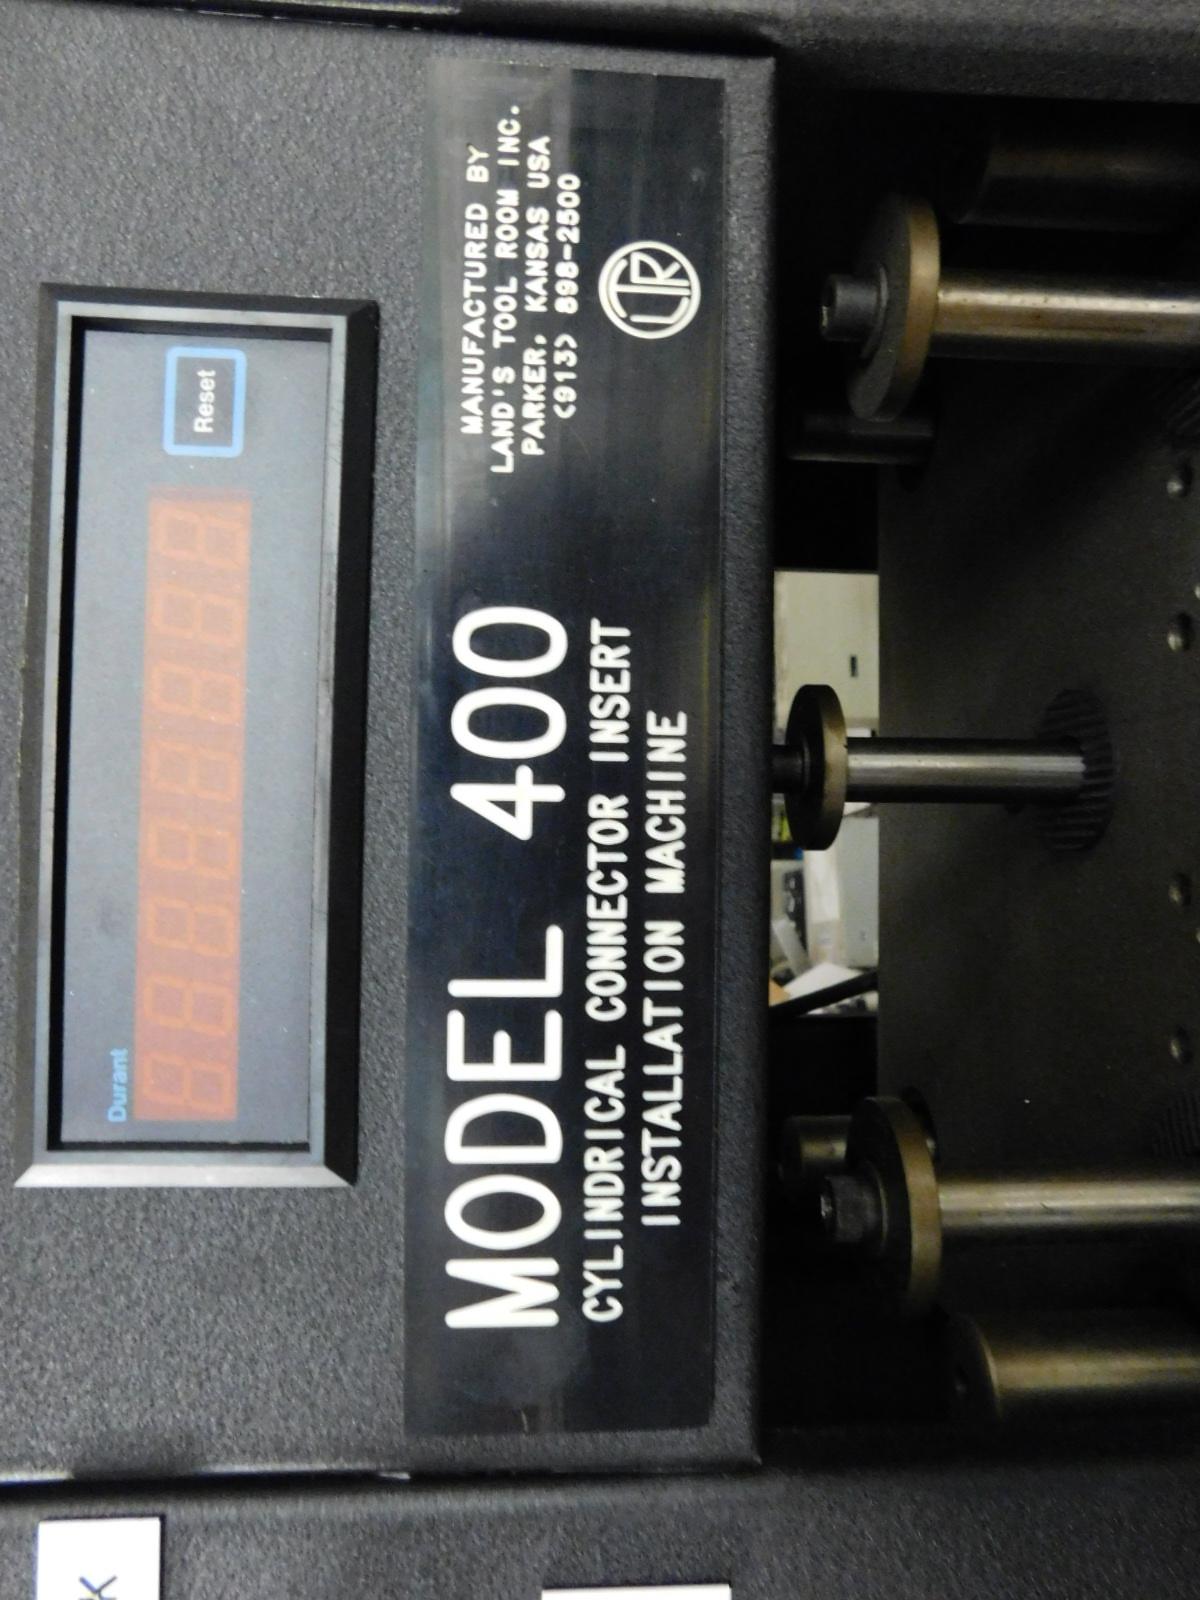 Durant
Reset
MODEL 400
CYLINDRICAL CONNECTOR INSERT
INSTALLATION MACHINE
MANUFACTURED BY
LAND'S TOOL ROOM INC.
PARKER, KANSAS USA
<913> 898-2500
LTR